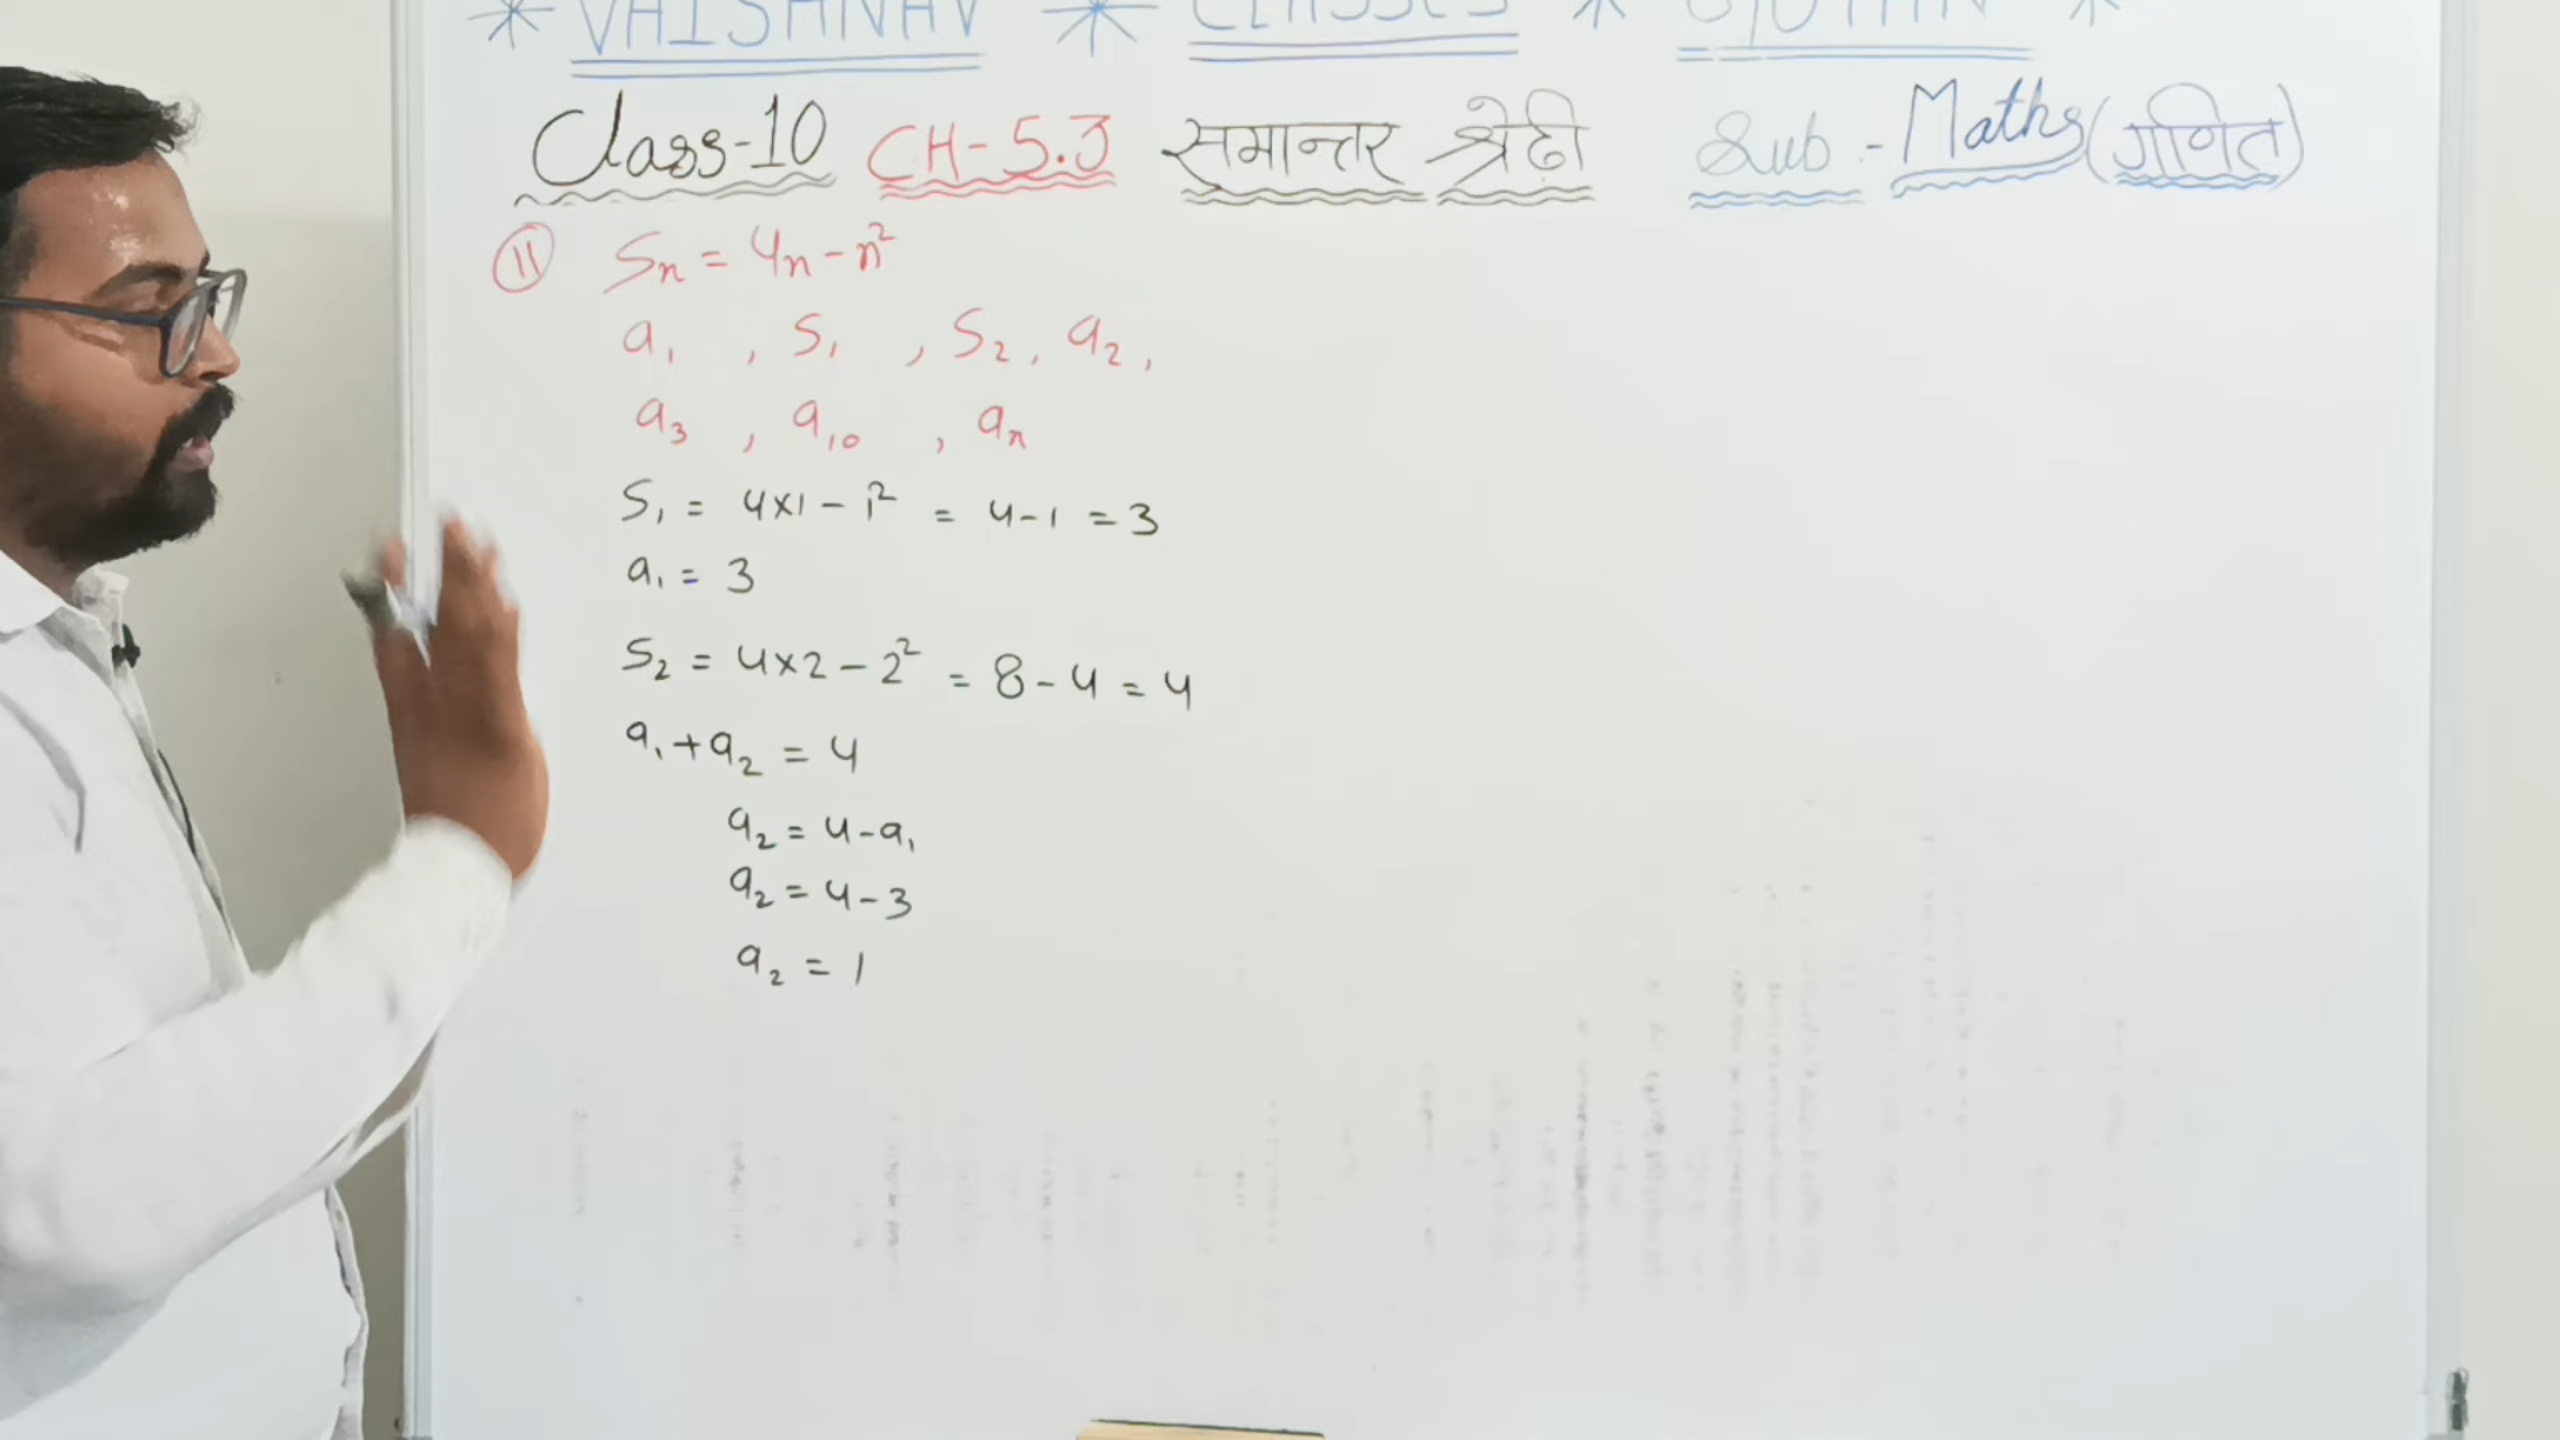 * VAISHNAV * CLASSES * *
Class-10 CH-5.3 समान्तर श्रेढी Sub - Maths (गणित)
11 Sn = 4n - n²
a₁ , S₁ , S₂ , a₂ ,
a₃ , a₁₀ , aₙ
S₁ = 4×1 - 1² = 4-1 = 3
a₁ = 3
S₂ = 4×2 - 2² = 8-4 = 4
a₁+a₂ = 4
a₂ = 4-a₁
a₂ = 4-3
a₂ = 1